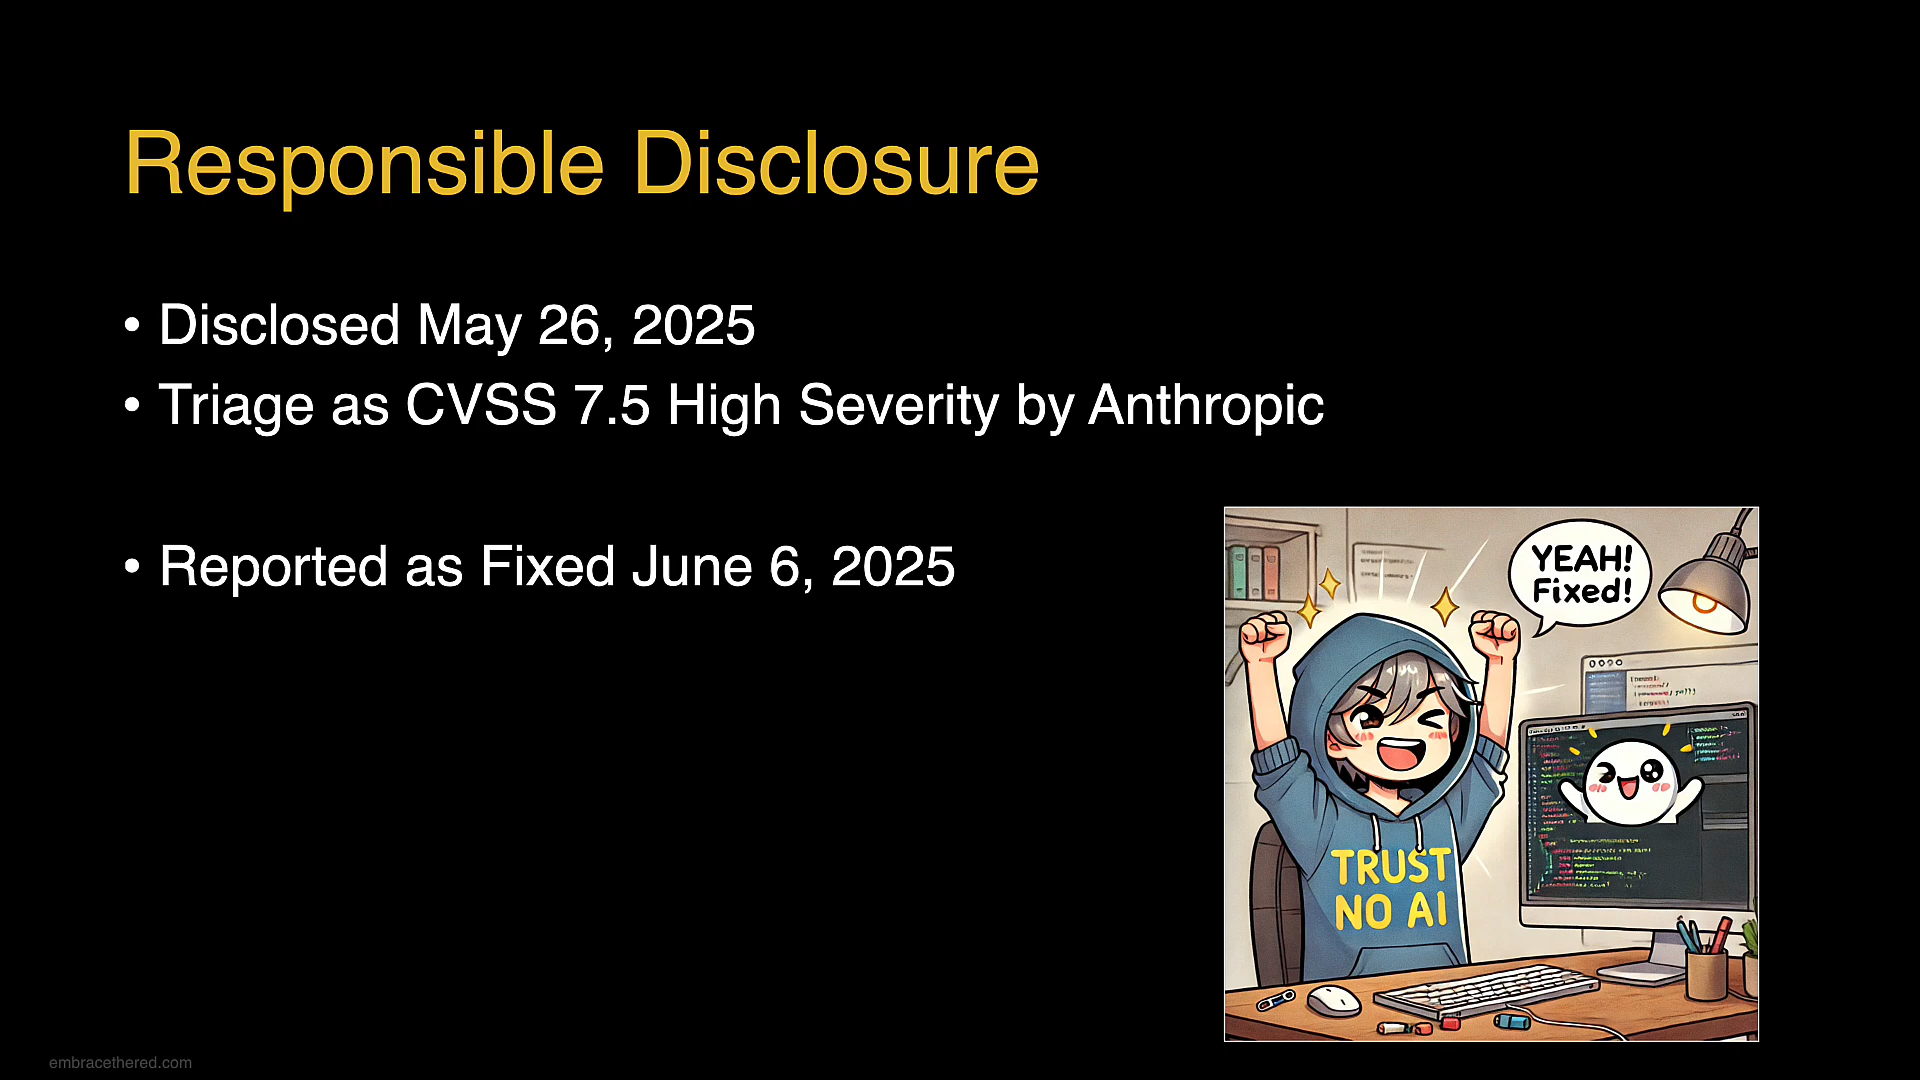 Responsible Disclosure
• Disclosed May 26, 2025
• Triage as CVSS 7.5 High Severity by Anthropic
• Reported as Fixed June 6, 2025
YEAH!
Fixed!
TRUST
NO AI
embracethered.com